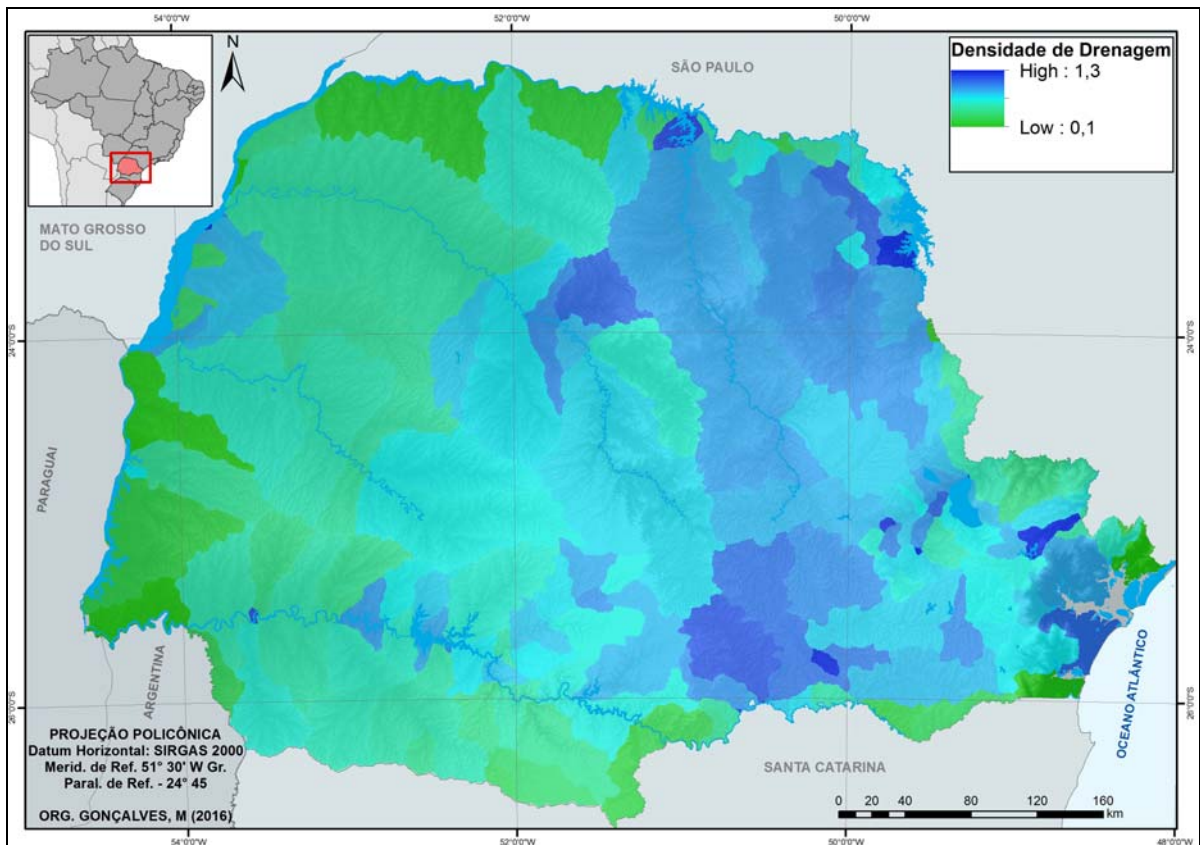 54°0'0"W
52°0'0"W
50°0'0"W
N
SÃO PAULO
Densidade de Drenagem
High : 1,3
Low : 0,1
MATO GROSSO
DO SUL
24°0'0"S
24°0'0"S
PARAGUAI
ARGENTINA
26°0'0"S
26°0'0"S
OCEANO ATLÂNTICO
SANTA CATARINA
PROJEÇÃO POLICÔNICA
Datum Horizontal: SIRGAS 2000
Merid. de Ref. 51° 30' W Gr.
Paral. de Ref. - 24° 45
ORG. GONÇALVES, M (2016)
0 20 40 80 120 160
km
54°0'0"W
52°0'0"W
50°0'0"W
48°0'0"W